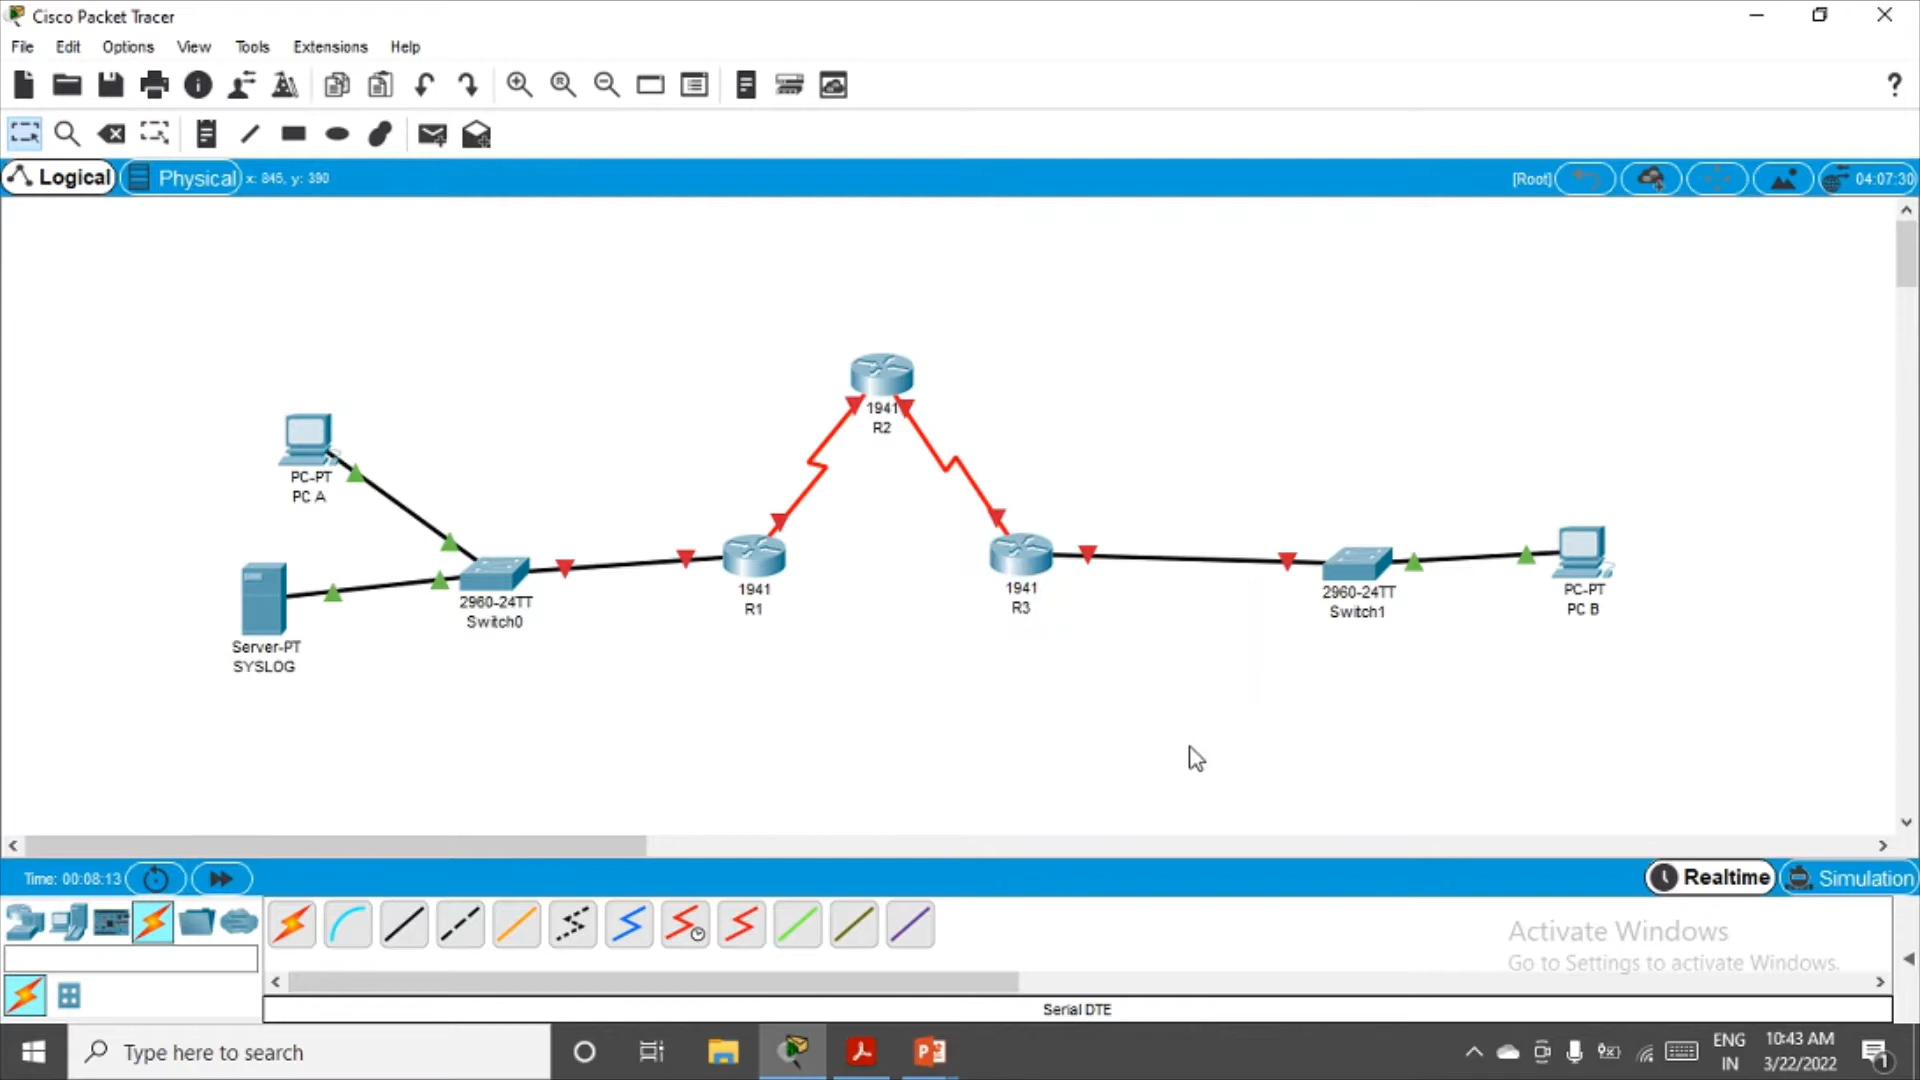 Cisco Packet Tracer
File Edit Options View Tools Extensions Help
?
Logical Physical x: 845, y: 390 [Root] 04:07:30
1941
R2
PC-PT
PC A
1941
R1
1941
R3
2960-24TT
Switch0
2960-24TT
Switch1
PC-PT
PC B
Server-PT
SYSLOG
Time: 00:08:13 Realtime Simulation
Activate Windows
Go to Settings to activate Windows.
Serial DTE
Type here to search
ENG
IN
10:43 AM
3/22/2022
1